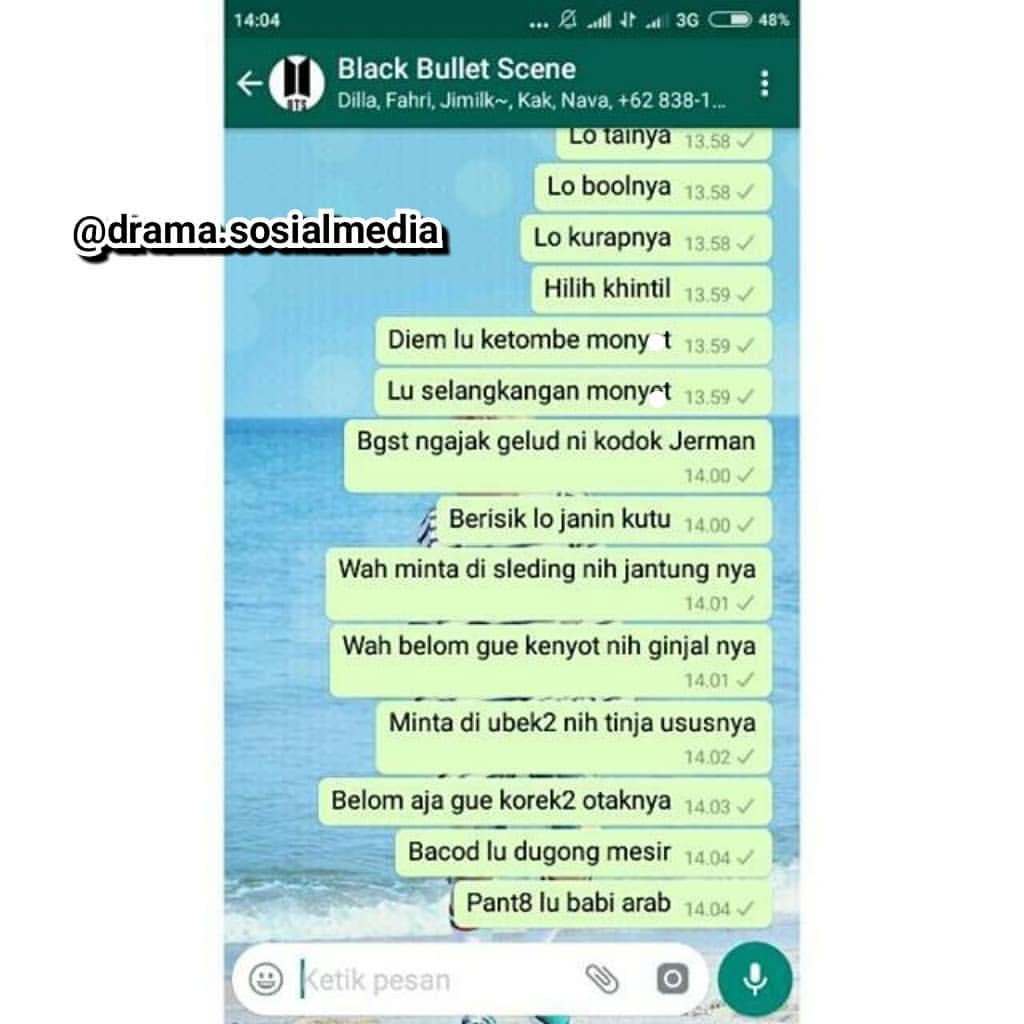 14:04 ... 3G 48%
Black Bullet Scene
BTS
Dilla, Fahri, Jimilk~, Kak, Nava, +62 838-1...
Lo tainya 13.58
Lo boolnya 13.58
@drama.sosialmedia
Lo kurapnya 13.58
Hilih khintil 13.59
Diem lu ketombe mony t 13.59
Lu selangkangan monyet 13.59
Bgst ngajak gelud ni kodok Jerman
14.00
Berisik lo janin kutu 14.00
Wah minta di sleding nih jantung nya
14.01
Wah belom gue kenyot nih ginjal nya
14.01
Minta di ubek2 nih tinja ususnya
14.02
Belom aja gue korek2 otaknya 14.03
Bacod lu dugong mesir 14.04
Pant8 lu babi arab 14.04
Ketik pesan